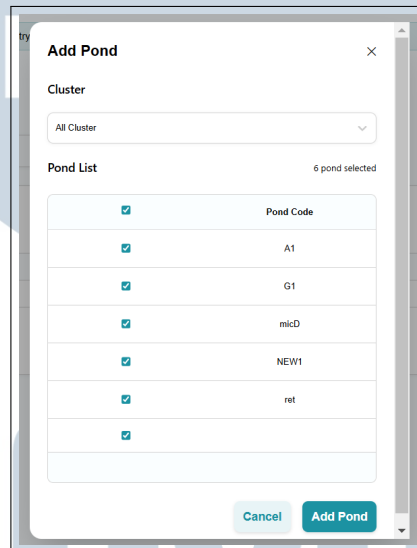 try
Add Pond
Cluster
All Cluster
Pond List 6 pond selected
Pond Code
A1
G1
micD
NEW1
ret
Cancel Add Pond